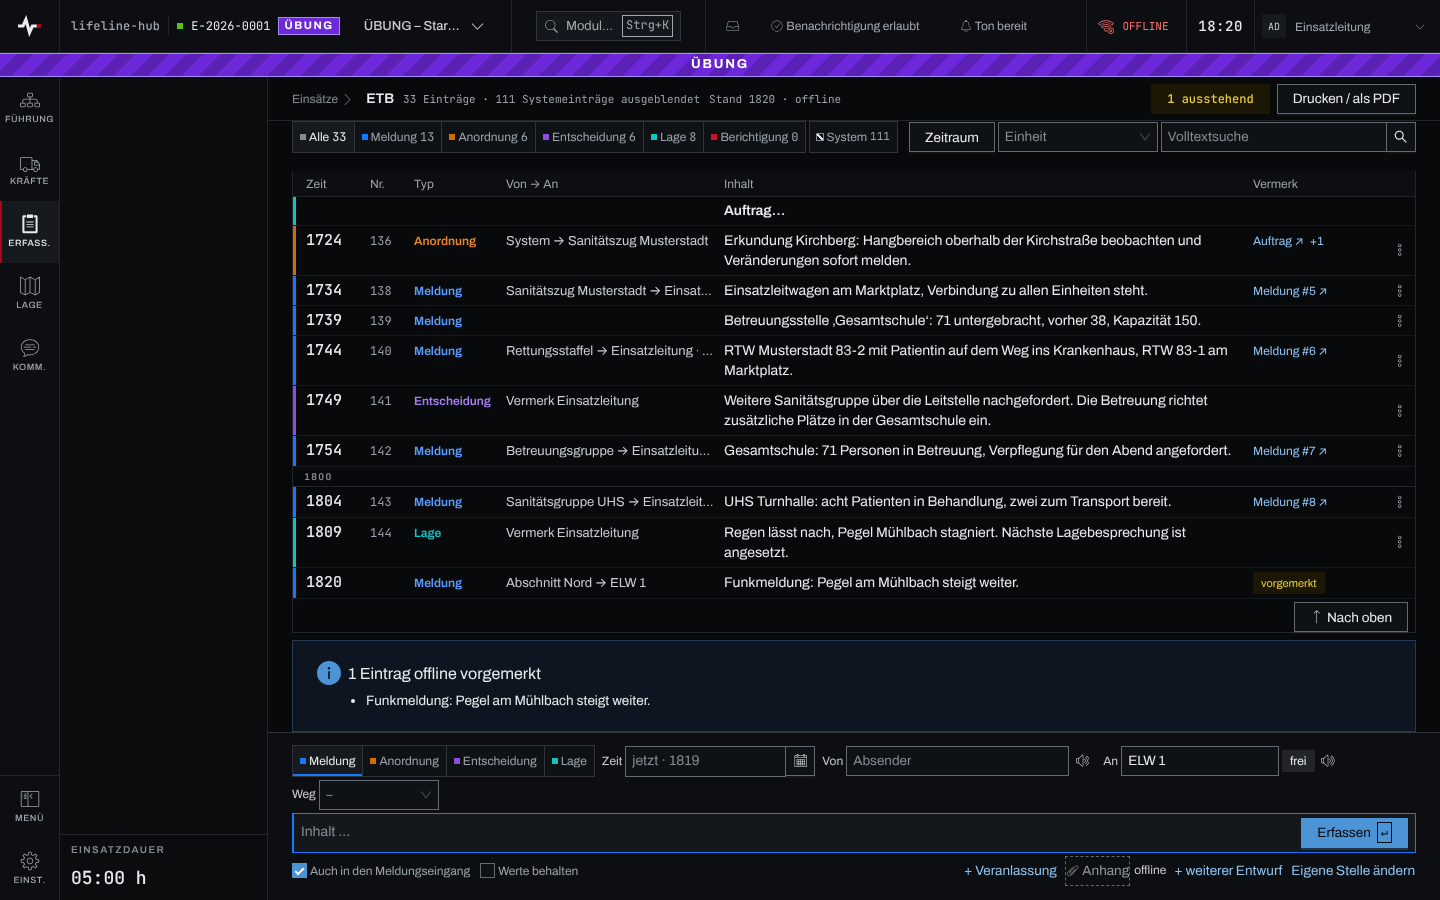 lifeline-hub E-2026-0001 ÜBUNG ÜBUNG – Star... Modul... Strg+K Benachrichtigung erlaubt Ton bereit OFFLINE 18:20 AD Einsatzleitung
ÜBUNG
FÜHRUNG
KRÄFTE
ERFASS.
LAGE
KOMM.
MENÜ
EINST.
EINSATZDAUER
05:00 h
Einsätze ETB 33 Einträge · 111 Systemeinträge ausgeblendet Stand 1820 · offline 1 ausstehend Drucken / als PDF
Alle 33 Meldung 13 Anordnung 6 Entscheidung 6 Lage 8 Berichtigung 0 System 111 Zeitraum Einheit Volltextsuche
Zeit Nr. Typ Von → An Inhalt Vermerk
Auftrag...
1724 136 Anordnung System → Sanitätszug Musterstadt Erkundung Kirchberg: Hangbereich oberhalb der Kirchstraße beobachten und Auftrag ↗ +1
Veränderungen sofort melden.
1734 138 Meldung Sanitätszug Musterstadt → Einsat... Einsatzleitwagen am Marktplatz, Verbindung zu allen Einheiten steht. Meldung #5 ↗
1739 139 Meldung Betreuungsstelle ‚Gesamtschule‘: 71 untergebracht, vorher 38, Kapazität 150.
1744 140 Meldung Rettungsstaffel → Einsatzleitung · ... RTW Musterstadt 83-2 mit Patientin auf dem Weg ins Krankenhaus, RTW 83-1 am Meldung #6 ↗
Marktplatz.
1749 141 Entscheidung Vermerk Einsatzleitung Weitere Sanitätsgruppe über die Leitstelle nachgefordert. Die Betreuung richtet
zusätzliche Plätze in der Gesamtschule ein.
1754 142 Meldung Betreuungsgruppe → Einsatzleitu... Gesamtschule: 71 Personen in Betreuung, Verpflegung für den Abend angefordert. Meldung #7 ↗
1800
1804 143 Meldung Sanitätsgruppe UHS → Einsatzleit... UHS Turnhalle: acht Patienten in Behandlung, zwei zum Transport bereit. Meldung #8 ↗
1809 144 Lage Vermerk Einsatzleitung Regen lässt nach, Pegel Mühlbach stagniert. Nächste Lagebesprechung ist
angesetzt.
1820 Meldung Abschnitt Nord → ELW 1 Funkmeldung: Pegel am Mühlbach steigt weiter. vorgemerkt
↑ Nach oben
1 Eintrag offline vorgemerkt
• Funkmeldung: Pegel am Mühlbach steigt weiter.
Meldung Anordnung Entscheidung Lage Zeit jetzt · 1819 Von Absender An ELW 1 frei
Weg –
Inhalt ... Erfassen ↵
Auch in den Meldungseingang Werte behalten + Veranlassung Anhang offline + weiterer Entwurf Eigene Stelle ändern